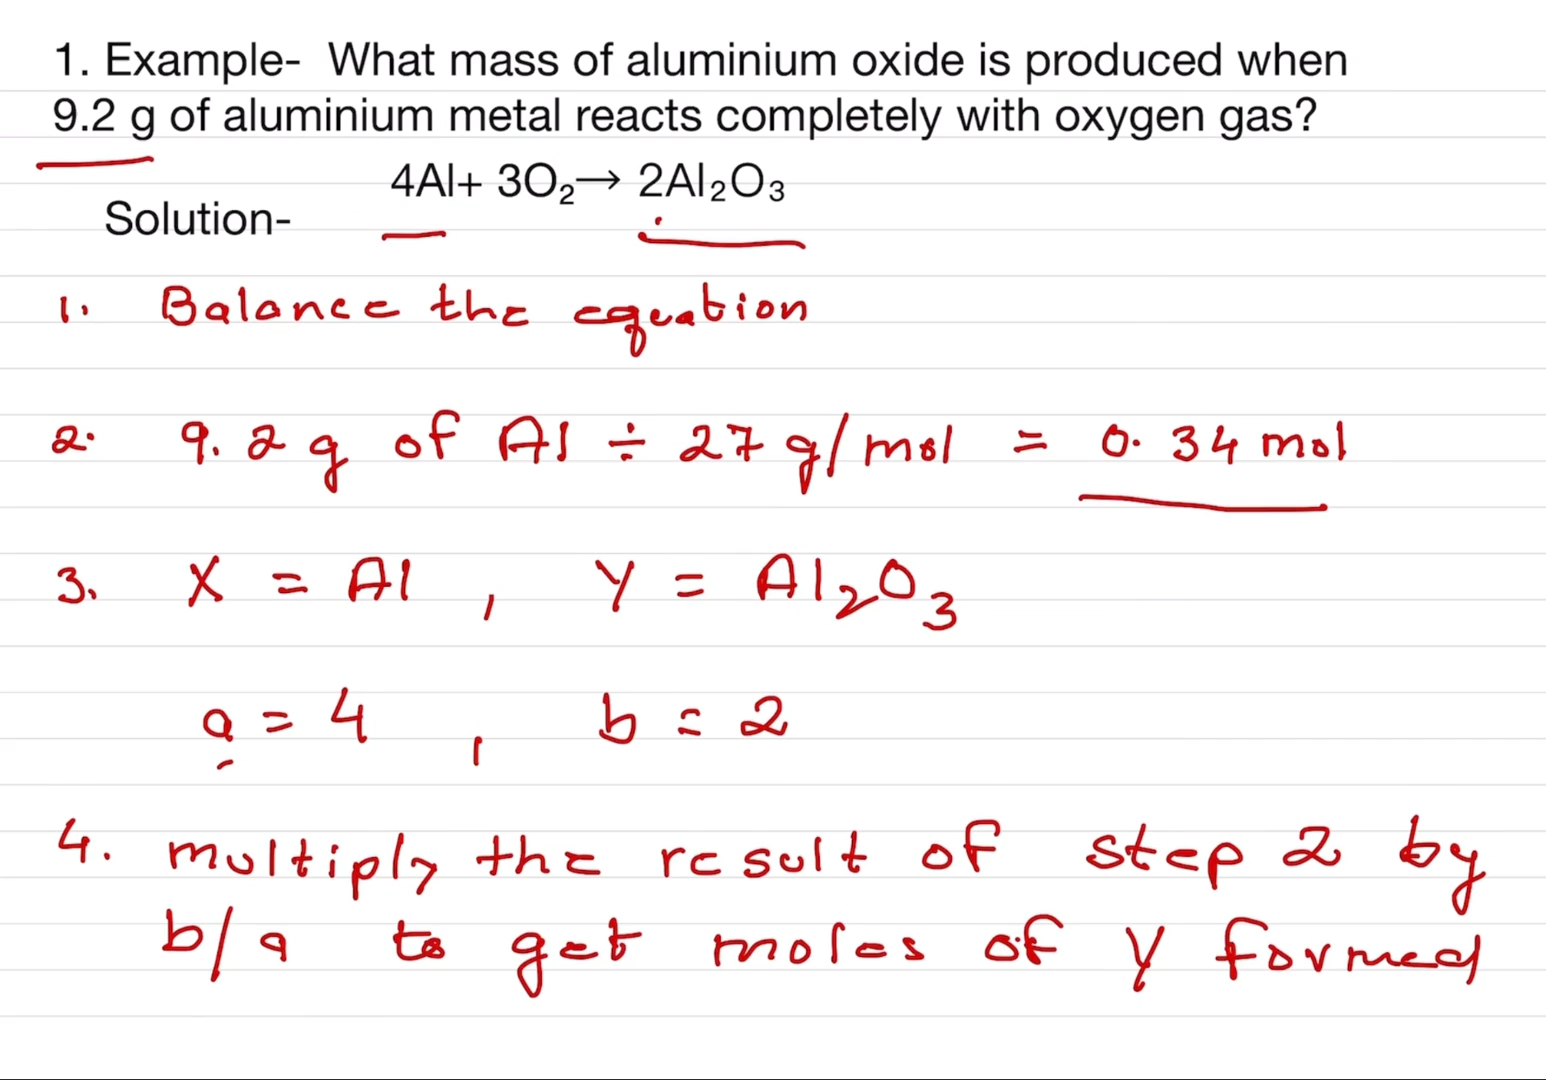 1. Example- What mass of aluminium oxide is produced when
9.2 g of aluminium metal reacts completely with oxygen gas?
4Al+ 3O₂→ 2Al₂O₃
Solution-
1. Balance the equation
2. 9.2 g of Al ÷ 27 g/mol = 0.34 mol
3. X = Al , Y = Al₂O₃
a = 4 , b = 2
4. multiply the result of step 2 by
b/a to get moles of Y formed